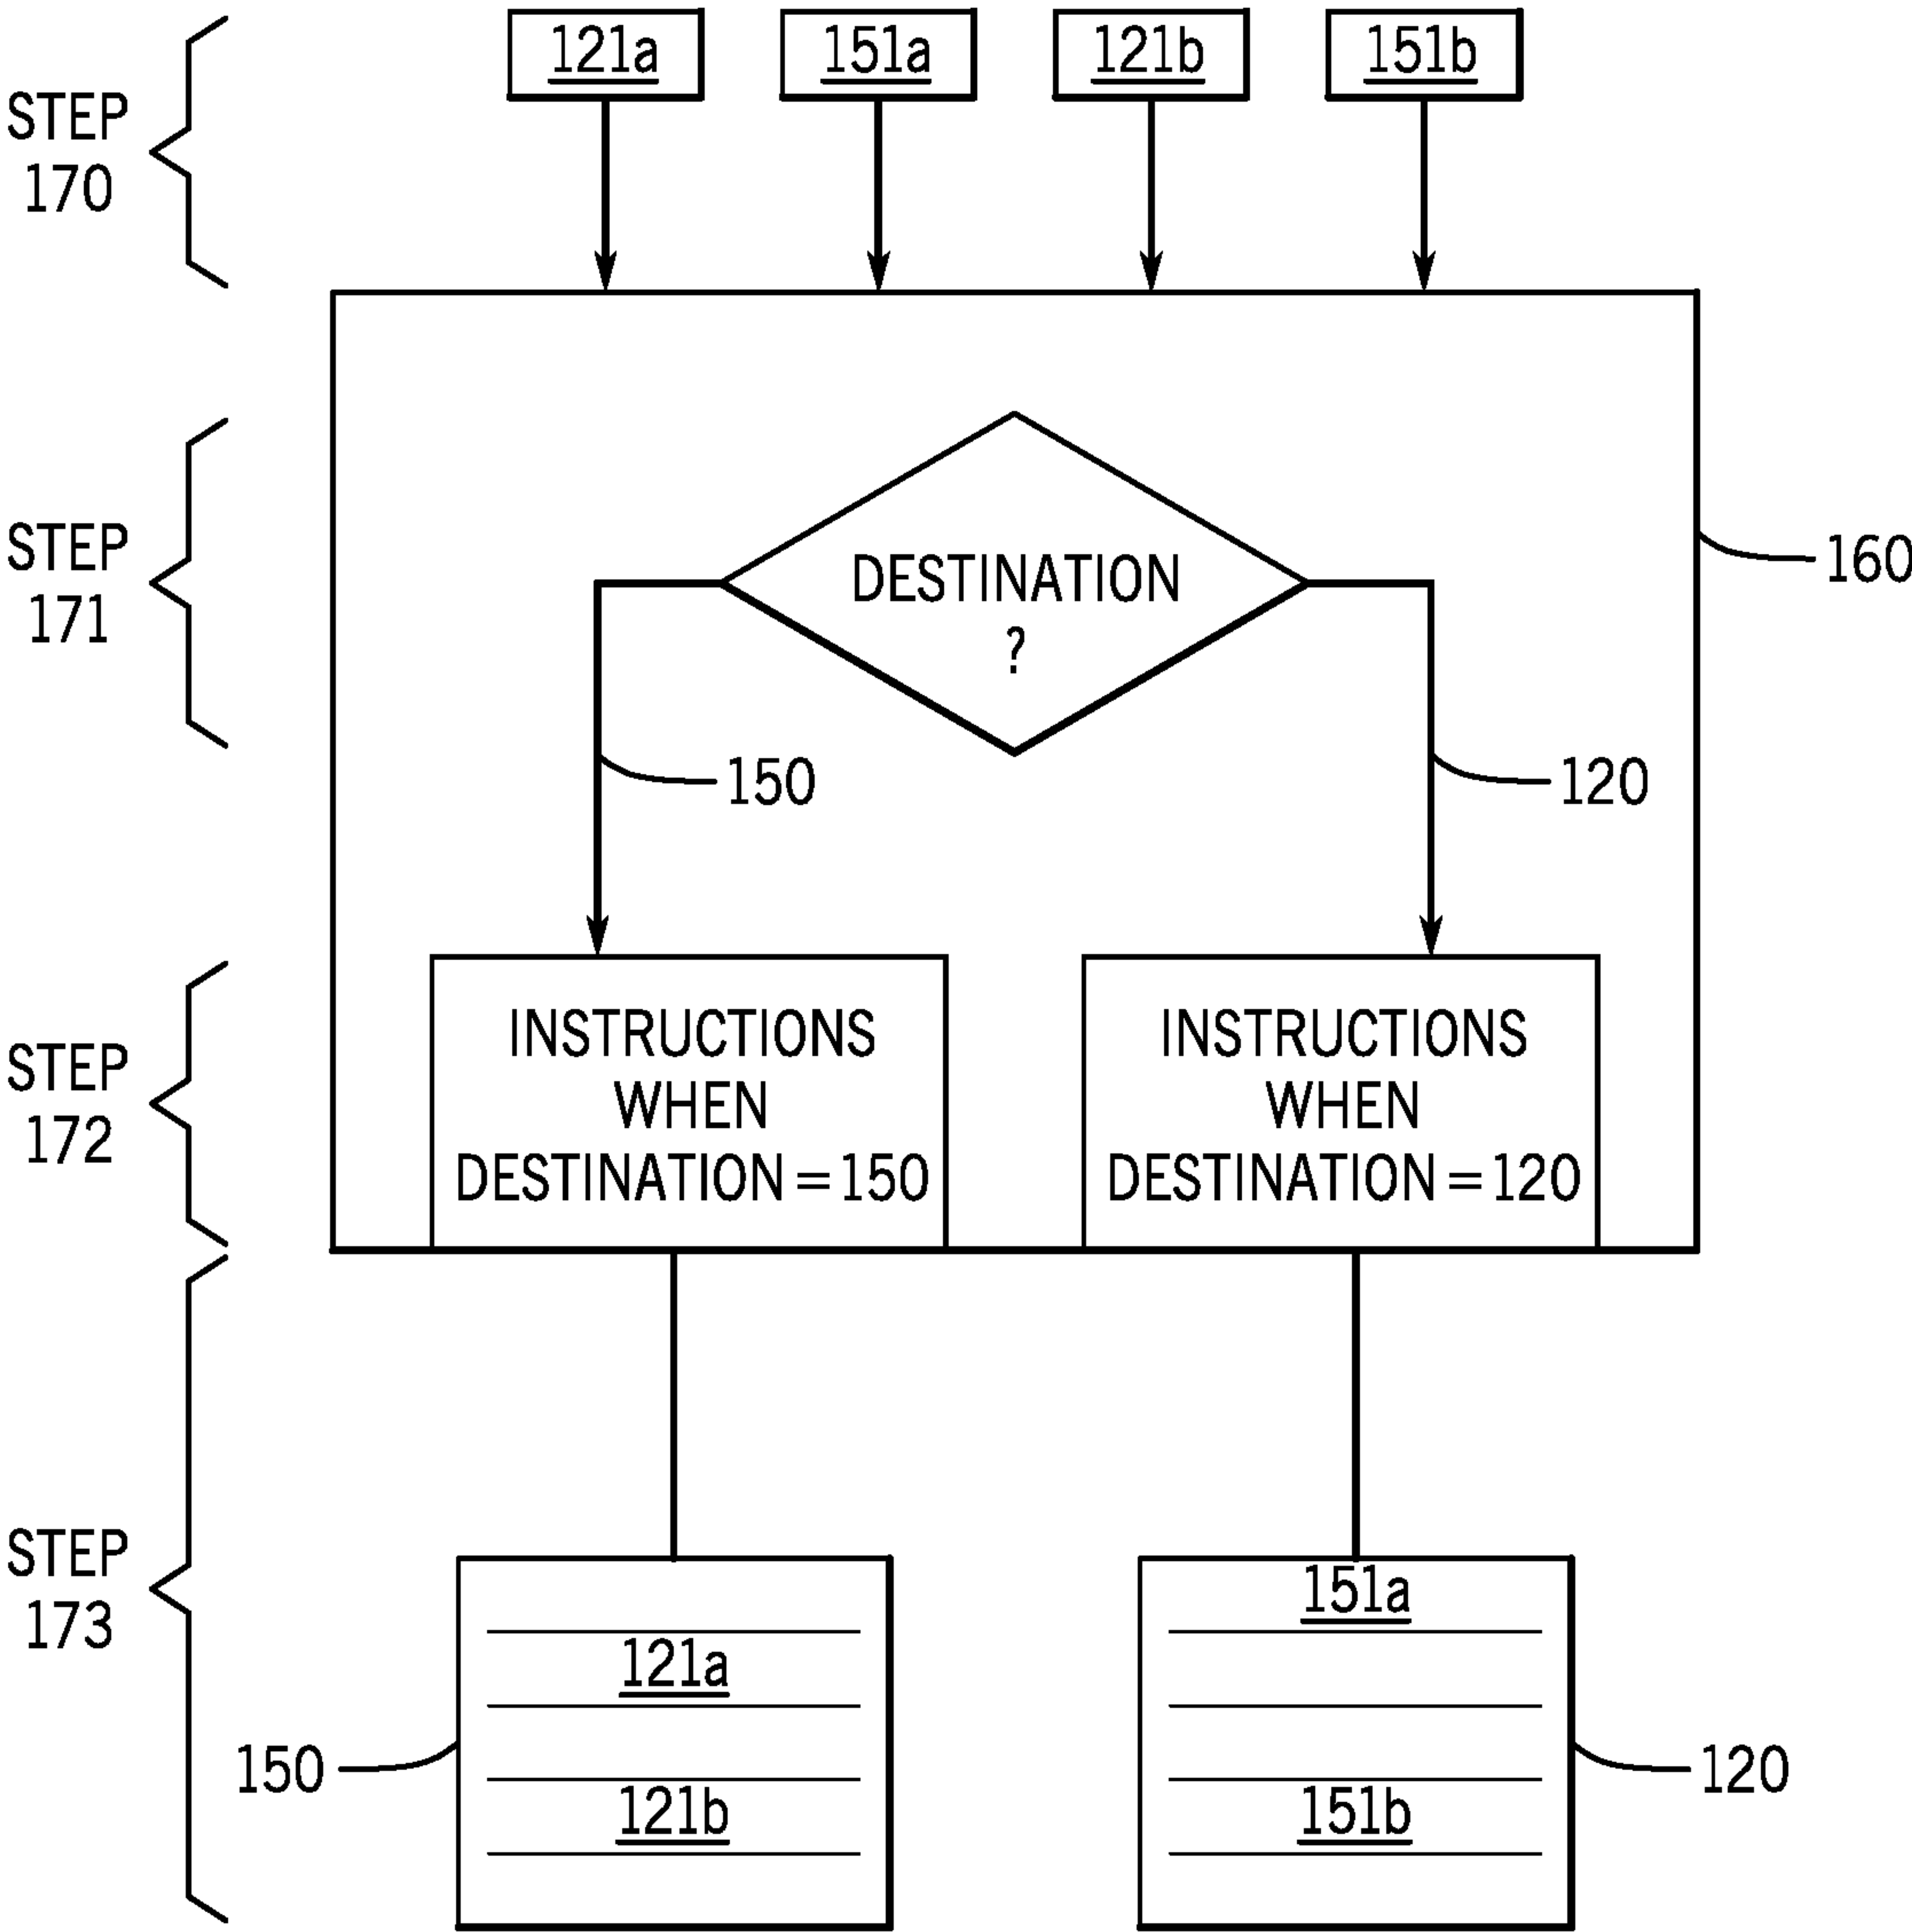 121a
151a
121b
151b
STEP
170
STEP
171
DESTINATION
?
160
150
120
STEP
172
INSTRUCTIONS
WHEN
DESTINATION=150
INSTRUCTIONS
WHEN
DESTINATION=120
STEP
173
121a
121b
150
151a
151b
120